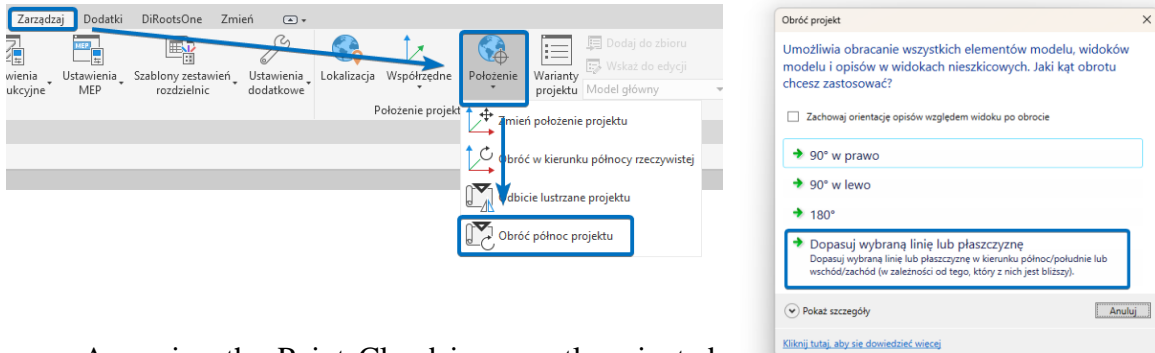 Zarządzaj Dodatki DiRootsOne Zmień
Dodaj do zbioru
Wskaż do edycji
wienia Ustawienia Szablony zestawień Ustawienia Lokalizacja Współrzędne Położenie Warianty
ukcyjne MEP rozdzielnic dodatkowe projektu Model główny
Położenie projekt
Zmień położenie projektu
Obróć w kierunku północy rzeczywistej
Odbicie lustrzane projektu
Obróć północ projektu
Obróć projekt
Umożliwia obracanie wszystkich elementów modelu, widoków
modelu i opisów w widokach nieszkicowych. Jaki kąt obrotu
chcesz zastosować?
Zachowaj orientację opisów względem widoku po obrocie
90° w prawo
90° w lewo
180°
Dopasuj wybraną linię lub płaszczyznę
Dopasuj wybraną linię lub płaszczyznę w kierunku północ/południe lub
wschód/zachód (w zależności od tego, który z nich jest bliższy).
Pokaż szczegóły Anuluj
Kliknij tutaj, aby się dowiedzieć więcej